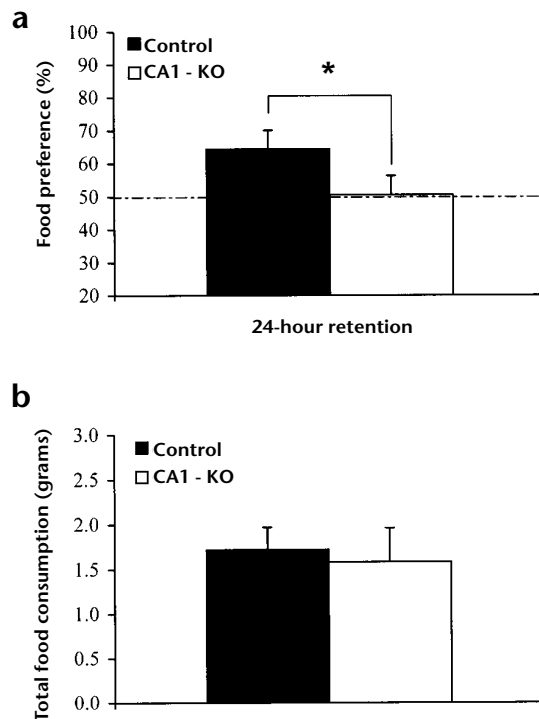 a
Food preference (%)
100
90
80
70
60
50
40
30
20
Control
CA1 - KO
*
24-hour retention
b
Total food consumption (grams)
3.0
2.5
2.0
1.5
1.0
0.5
0.0
Control
CA1 - KO